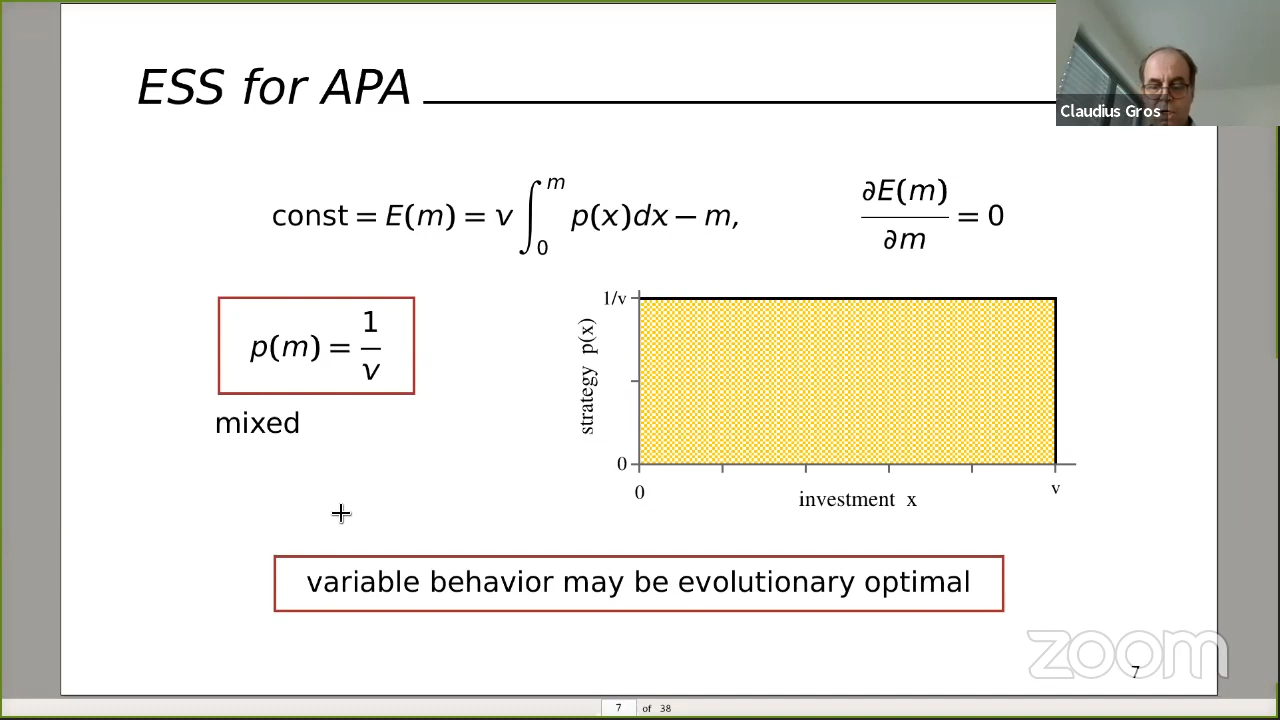 ESS for APA
Claudius Gros
const = E(m) = v ∫₀ᵐ p(x)dx − m,
∂E(m)/∂m = 0
p(m) = 1/v
mixed
1/v
strategy p(x)
0
0
v
investment x
variable behavior may be evolutionary optimal
zoom
7
7 of 38